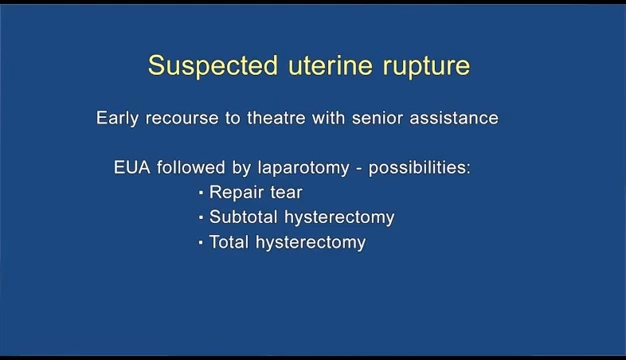 Suspected uterine rupture
Early recourse to theatre with senior assistance
EUA followed by laparotomy - possibilities:
▪ Repair tear
▪ Subtotal hysterectomy
▪ Total hysterectomy